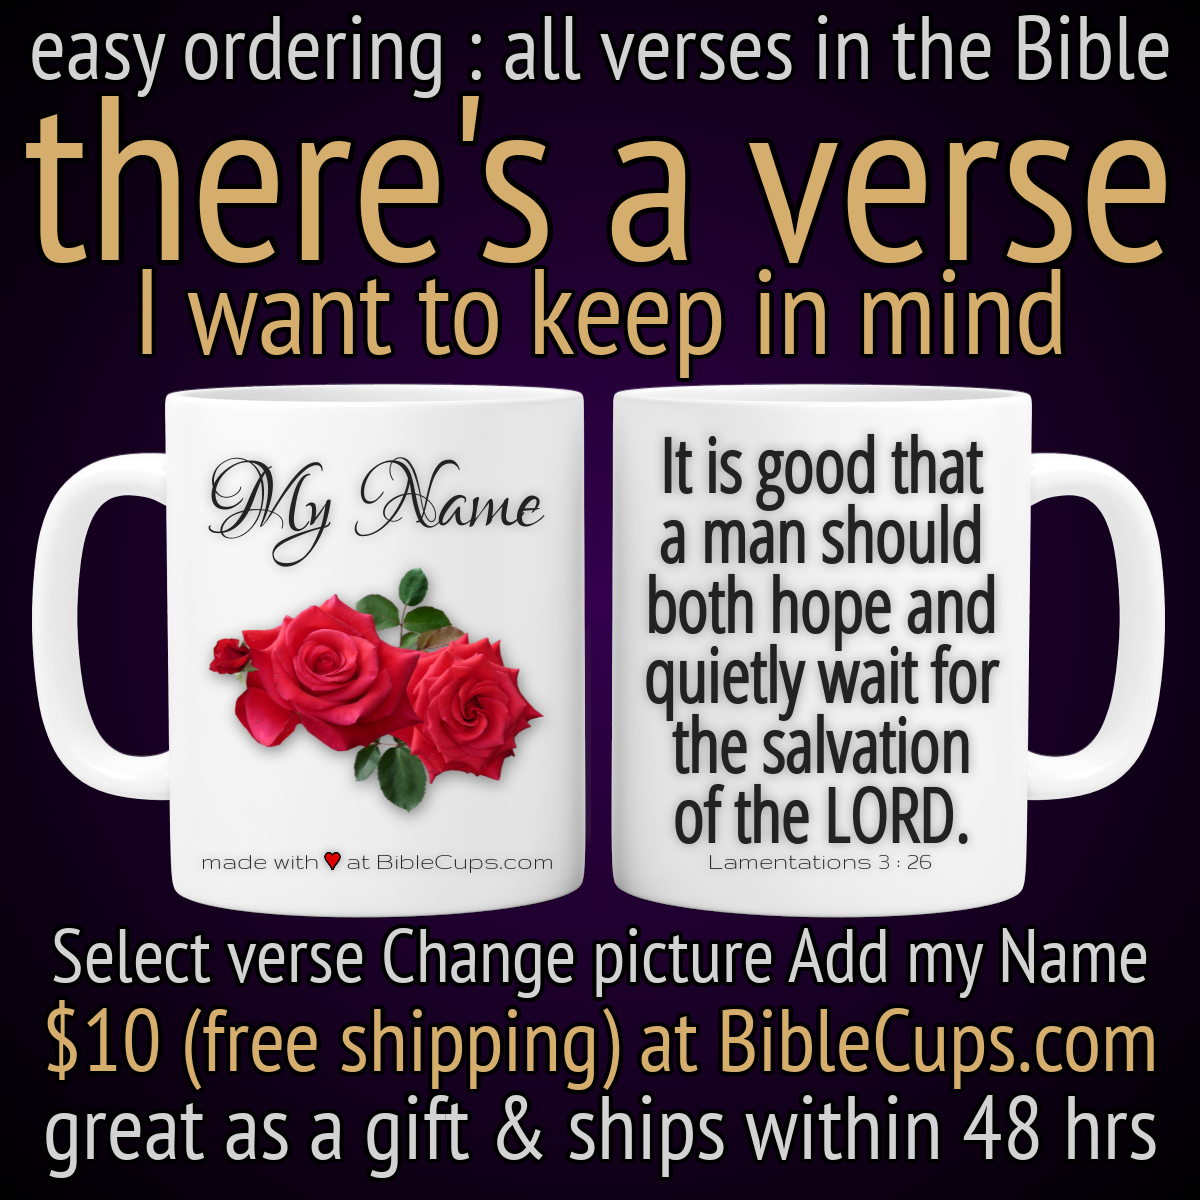 easy ordering : all verses in the Bible
there's a verse
I want to keep in mind
My Name
made with at BibleCups.com
It is good that
a man should
both hope and
quietly wait for
the salvation
of the LORD.
Lamentations 3 : 26
Select verse Change picture Add my Name
$10 (free shipping) at BibleCups.com
great as a gift & ships within 48 hrs